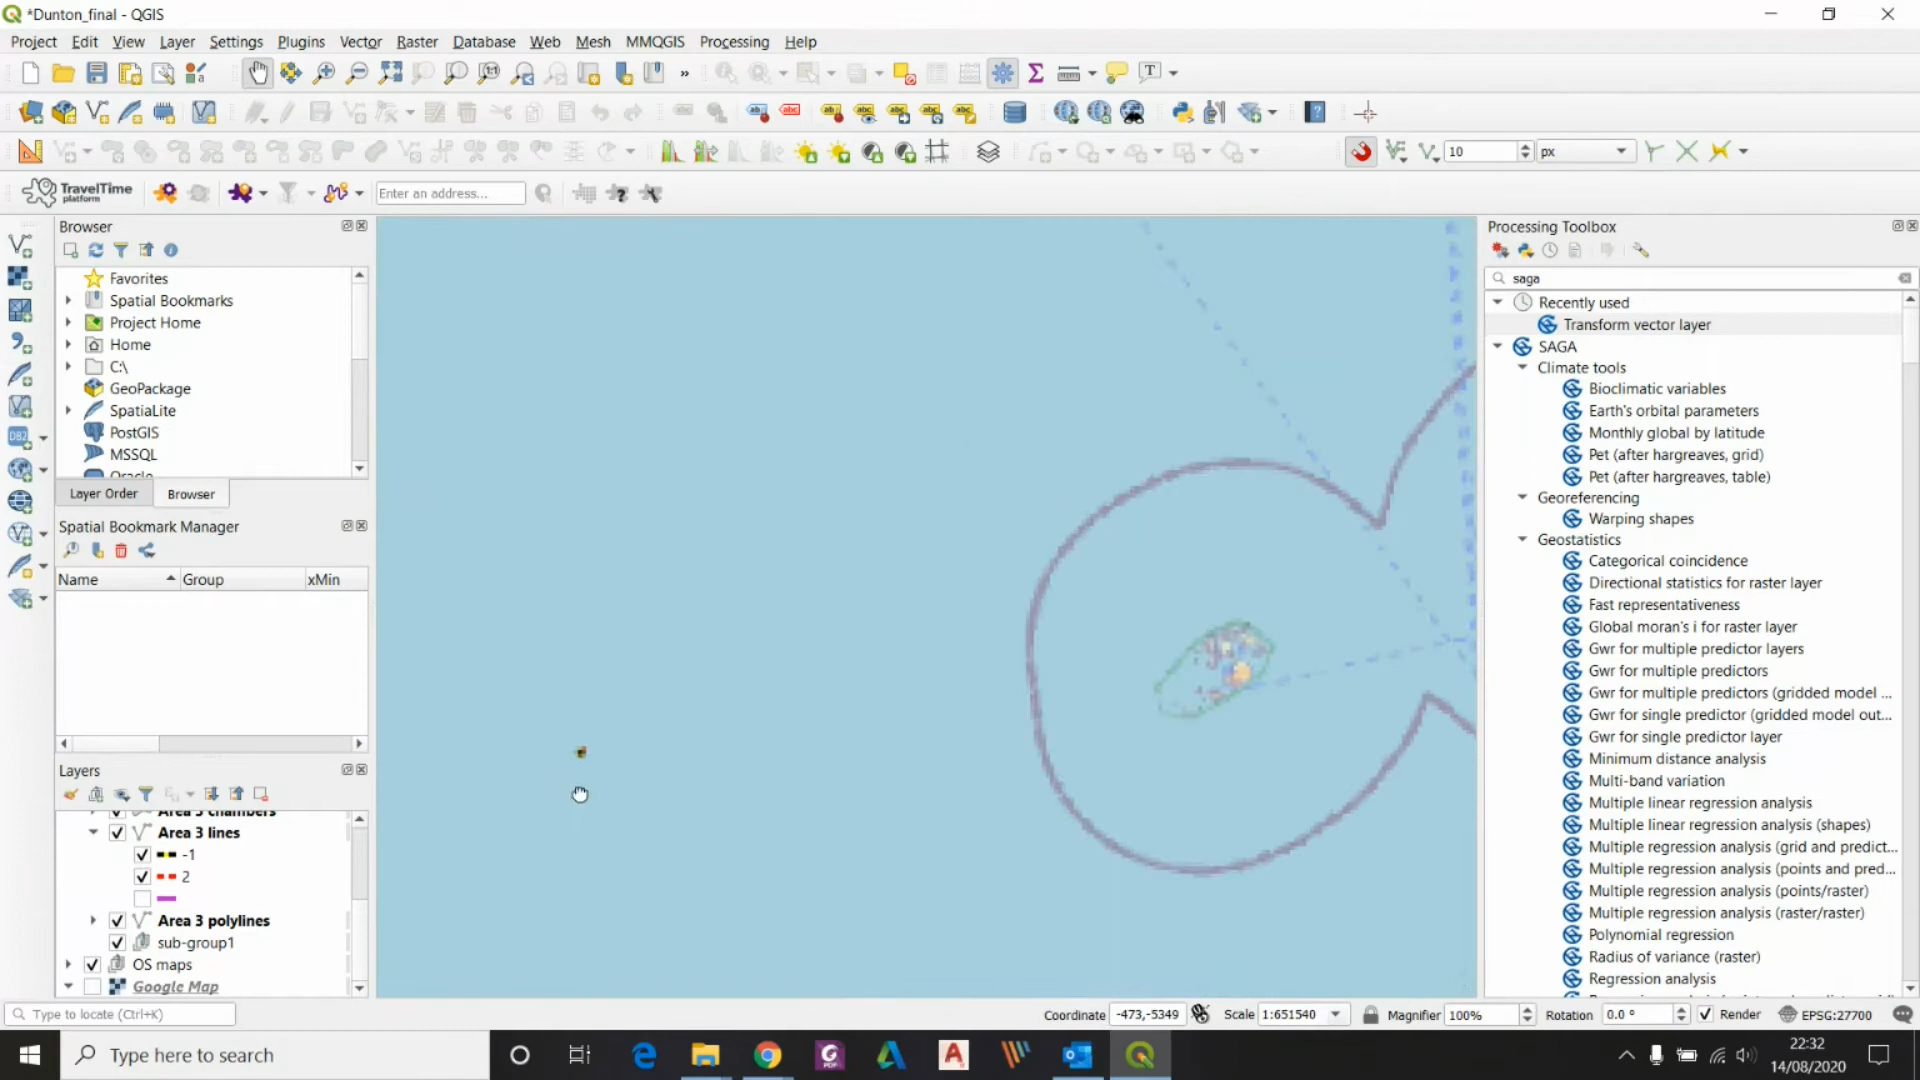 *Dunton_final - QGIS
Project Edit View Layer Settings Plugins Vector Raster Database Web Mesh MMQGIS Processing Help
10 px
TravelTime platform Enter an address...
Browser
Favorites
Spatial Bookmarks
Project Home
Home
C:\
GeoPackage
SpatiaLite
PostGIS
MSSQL
Oracle
Layer Order Browser
Spatial Bookmark Manager
Name Group xMin
Layers
Area 3 chambers
Area 3 lines
-1
2
Area 3 polylines
sub-group1
OS maps
Google Map
Processing Toolbox
saga
Recently used
Transform vector layer
SAGA
Climate tools
Bioclimatic variables
Earth's orbital parameters
Monthly global by latitude
Pet (after hargreaves, grid)
Pet (after hargreaves, table)
Georeferencing
Warping shapes
Geostatistics
Categorical coincidence
Directional statistics for raster layer
Fast representativeness
Global moran's i for raster layer
Gwr for multiple predictor layers
Gwr for multiple predictors
Gwr for multiple predictors (gridded model ...
Gwr for single predictor (gridded model out...
Gwr for single predictor layer
Minimum distance analysis
Multi-band variation
Multiple linear regression analysis
Multiple linear regression analysis (shapes)
Multiple regression analysis (grid and predict...
Multiple regression analysis (points and pred...
Multiple regression analysis (points/raster)
Multiple regression analysis (raster/raster)
Polynomial regression
Radius of variance (raster)
Regression analysis
Type to locate (Ctrl+K) Coordinate -473,-5349 Scale 1:651540 Magnifier 100% Rotation 0.0 ° Render EPSG:27700
Type here to search
22:32
14/08/2020